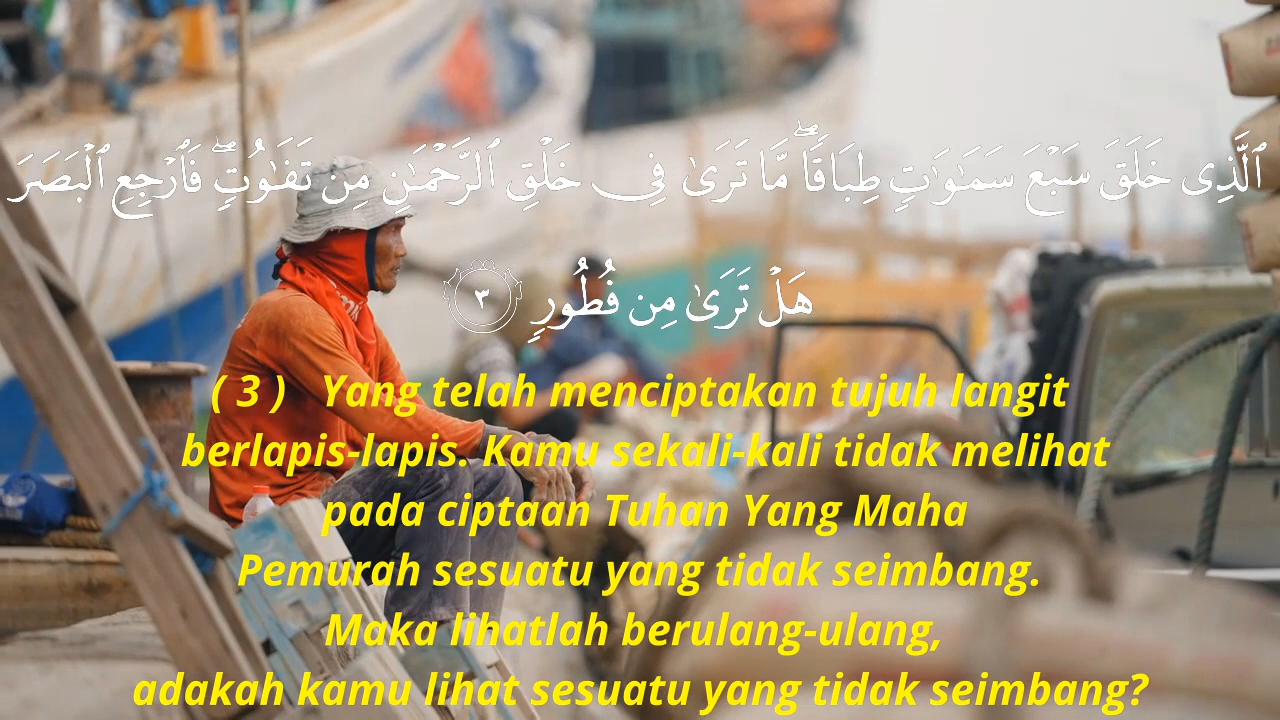 ٱلَّذِى خَلَقَ سَبْعَ سَمَـٰوَٰتٍ طِبَاقًا ۖ مَّا تَرَىٰ فِى خَلْقِ ٱلرَّحْمَـٰنِ مِن تَفَـٰوُتٍ ۖ فَٱرْجِعِ ٱلْبَصَرَ
هَلْ تَرَىٰ مِن فُطُورٍ ٣
( 3 ) Yang telah menciptakan tujuh langit
berlapis-lapis. Kamu sekali-kali tidak melihat
pada ciptaan Tuhan Yang Maha
Pemurah sesuatu yang tidak seimbang.
Maka lihatlah berulang-ulang,
adakah kamu lihat sesuatu yang tidak seimbang?